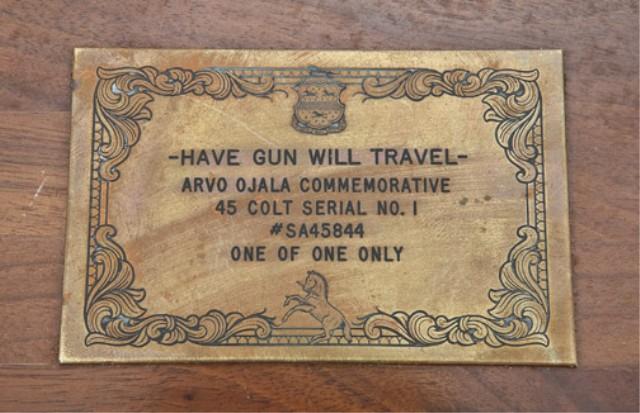 -HAVE GUN WILL TRAVEL-
ARVO OJALA COMMEMORATIVE
45 COLT SERIAL NO. 1
#SA45844
ONE OF ONE ONLY